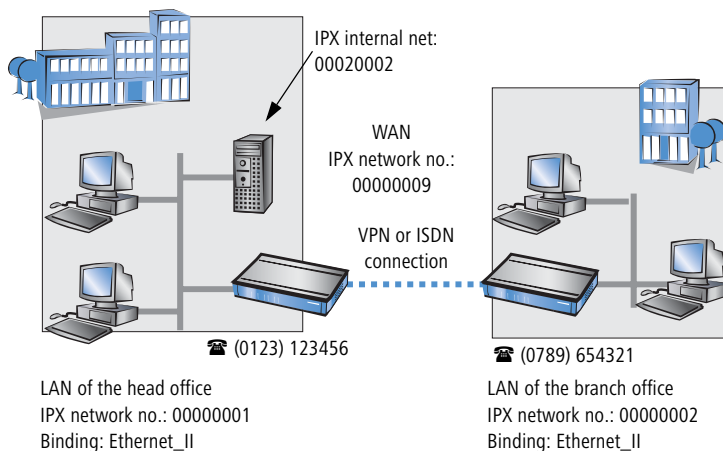 IPX internal net:
00020002
WAN
IPX network no.:
00000009
VPN or ISDN
connection
☎ (0123) 123456
☎ (0789) 654321
LAN of the head office
IPX network no.: 00000001
Binding: Ethernet_II
LAN of the branch office
IPX network no.: 00000002
Binding: Ethernet_II